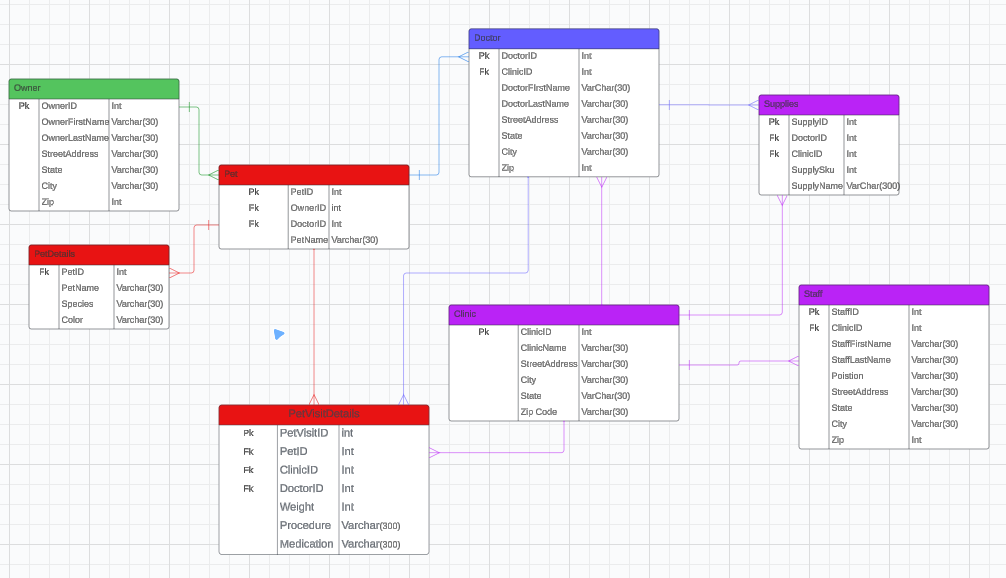 Doctor
Pk DoctorID Int
Fk ClinicID Int
DoctorFIrstName VarChar(30)
DoctorLastName Varchar(30)
StreetAddress Varchar(30)
State Varchar(30)
City Varchar(30)
Zip Int
Owner
Pk OwnerID Int
OwnerFirstName Varchar(30)
OwnerLastName Varchar(30)
StreetAddress Varchar(30)
State Varchar(30)
City Varchar(30)
Zip Int
Supplies
Pk SupplyID Int
Fk DoctorID Int
Fk ClinicID Int
SupplySku Int
SupplyName VarChar(300)
Pet
Pk PetID Int
Fk OwnerID int
Fk DoctorID Int
PetName Varchar(30)
PetDetails
Fk PetID Int
PetName Varchar(30)
Species Varchar(30)
Color Varchar(30)
Staff
Pk StaffID Int
Fk ClinicID Int
StaffFirstName Varchar(30)
StaffLastName Varchar(30)
Poistion Varchar(30)
StreetAddress Varchar(30)
State Varchar(30)
City Varchar(30)
Zip Int
Clinic
Pk ClinicID Int
ClinicName Varchar(30)
StreetAddress Varchar(30)
City Varchar(30)
State VarChar(30)
Zip Code Varchar(30)
PetVisitDetails
Pk PetVisitID int
Fk PetID Int
Fk ClinicID Int
Fk DoctorID Int
Weight Int
Procedure Varchar(300)
Medication Varchar(300)